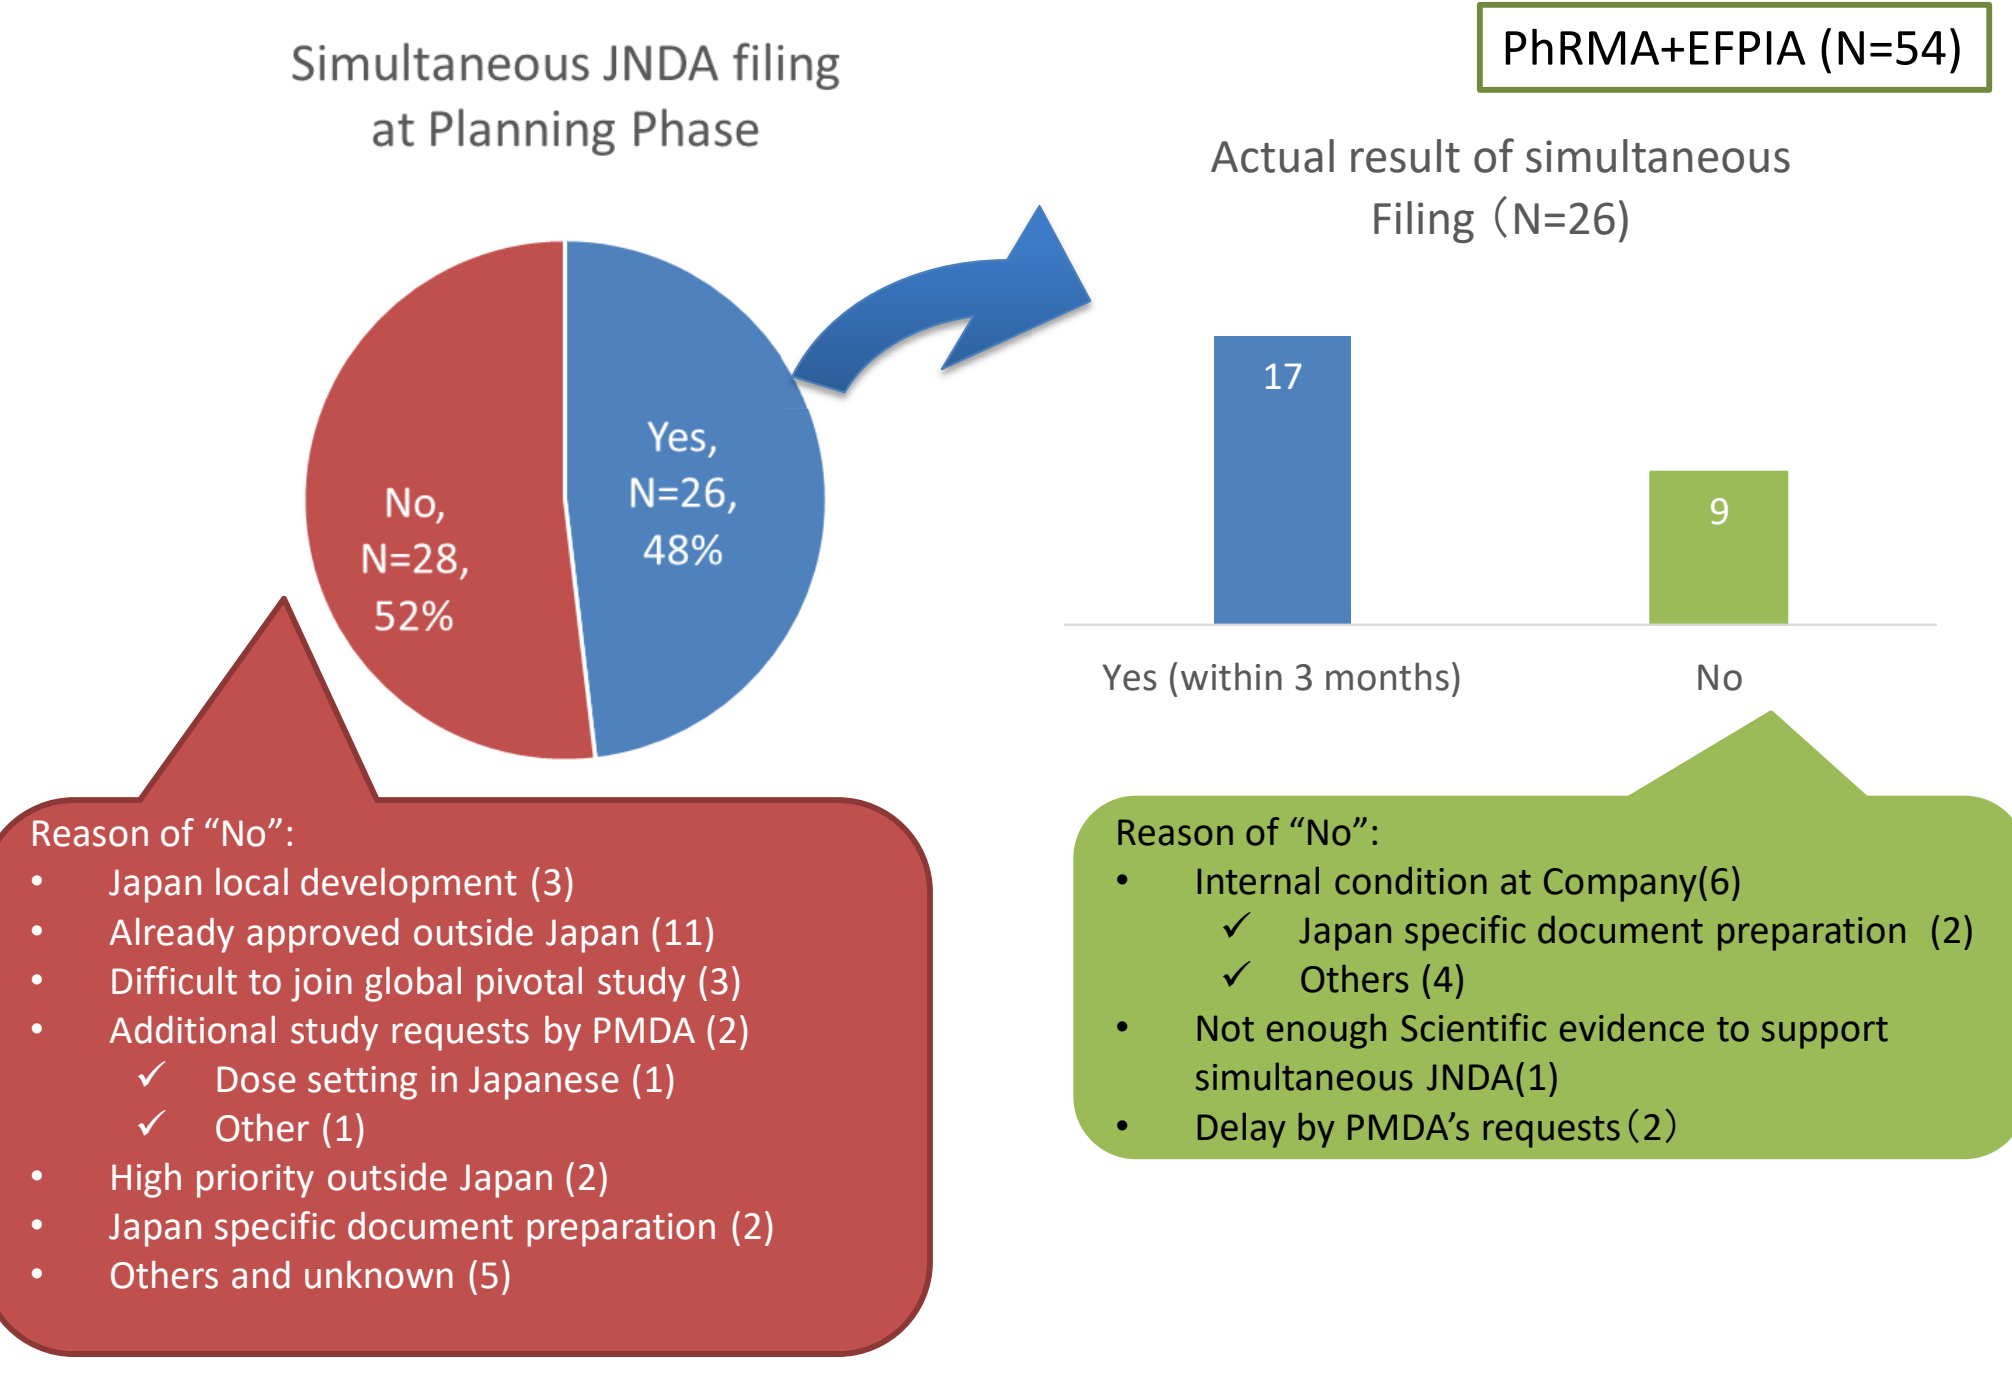 PhRMA+EFPIA (N=54)
Simultaneous JNDA filing
at Planning Phase
Yes,
N=26,
48%
No,
N=28,
52%
Actual result of simultaneous
Filing（N=26)
17
9
Yes (within 3 months)
No
Reason of “No”:
• Japan local development (3)
• Already approved outside Japan (11)
• Difficult to join global pivotal study (3)
• Additional study requests by PMDA (2)
✓ Dose setting in Japanese (1)
✓ Other (1)
• High priority outside Japan (2)
• Japan specific document preparation (2)
• Others and unknown (5)
Reason of “No”:
• Internal condition at Company(6)
✓ Japan specific document preparation (2)
✓ Others (4)
• Not enough Scientific evidence to support
simultaneous JNDA(1)
• Delay by PMDA’s requests（2）